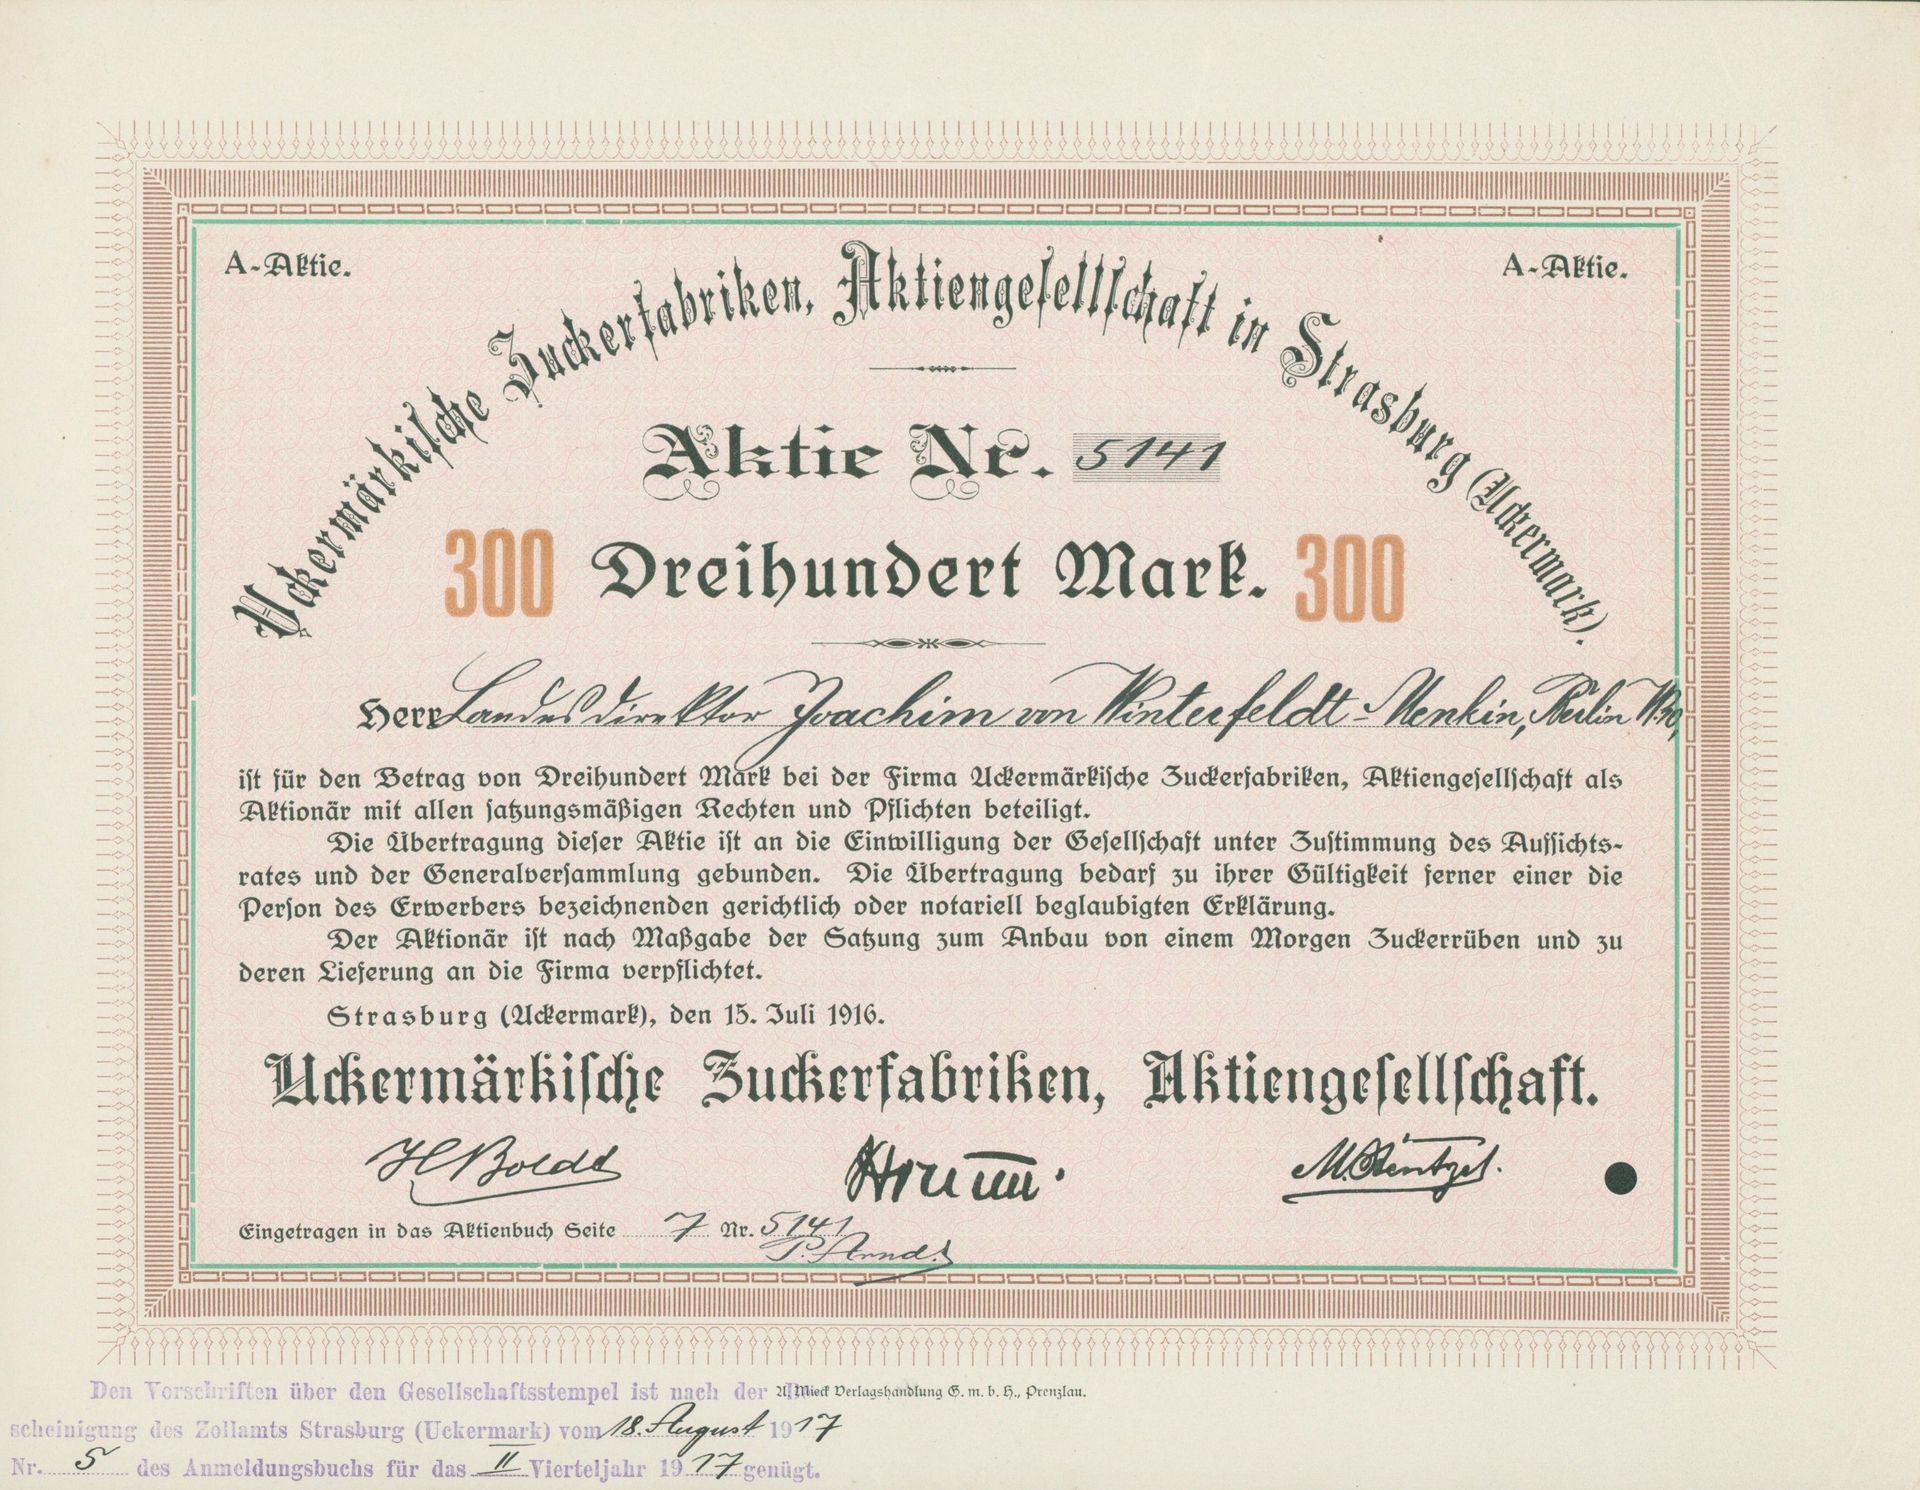 A-Aktie.
A-Aktie.
Uckermärkische Zuckerfabriken, Aktiengesellschaft in Strasburg (Uckermark).
Aktie Nr. 5141
300 Dreihundert Mark. 300
Herr Landesdirektor Joachim von Winterfeldt-Menkin, Berlin W.
ist für den Betrag von Dreihundert Mark bei der Firma Uckermärkische Zuckerfabriken, Aktiengesellschaft als
Aktionär mit allen satzungsmäßigen Rechten und Pflichten beteiligt.
Die Übertragung dieser Aktie ist an die Einwilligung der Gesellschaft unter Zustimmung des Aufsichts-
rates und der Generalversammlung gebunden. Die Übertragung bedarf zu ihrer Gültigkeit ferner einer die
Person des Erwerbers bezeichnenden gerichtlich oder notariell beglaubigten Erklärung.
Der Aktionär ist nach Maßgabe der Satzung zum Anbau von einem Morgen Zuckerrüben und zu
deren Lieferung an die Firma verpflichtet.
Strasburg (Uckermark), den 15. Juli 1916.
Uckermärkische Zuckerfabriken, Aktiengesellschaft.
H Boldt
Eingetragen in das Aktienbuch Seite 7 Nr. 5141
P. Arndt
Den Vorschriften über den Gesellschaftsstempel ist nach der Be-
A. Mieck Verlagshandlung G. m. b. H., Prenzlau.
scheinigung des Zollamts Strasburg (Uckermark) vom 18. August 1917
Nr. 5 des Anmeldungsbuchs für das II Vierteljahr 1917 genügt.